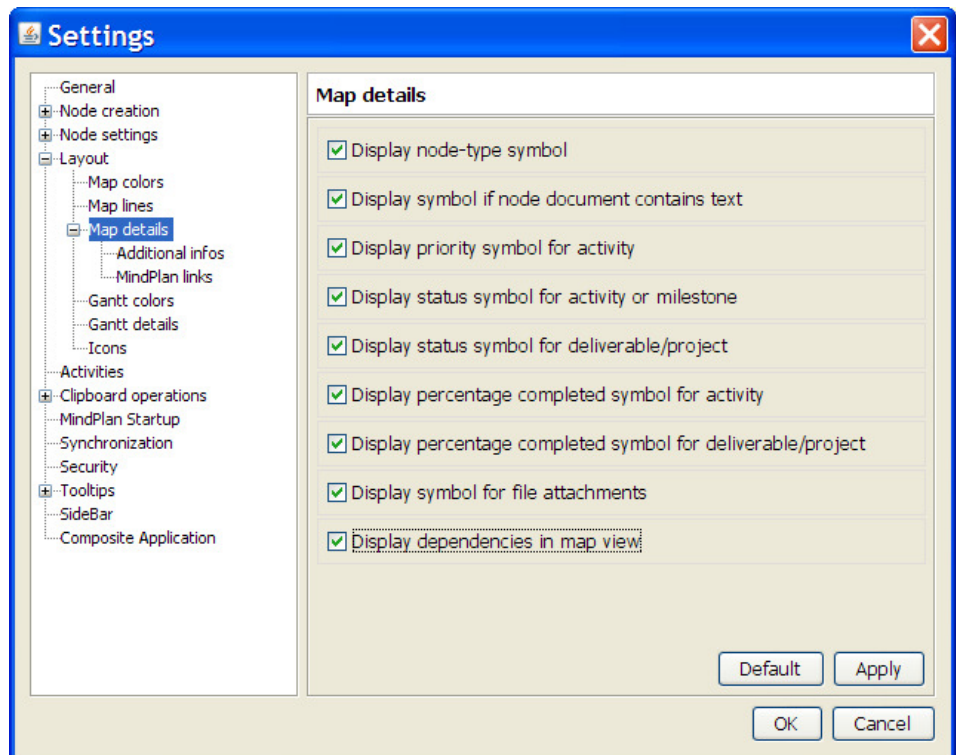 Settings
General
Node creation
Node settings
Layout
Map colors
Map lines
Map details
Additional infos
MindPlan links
Gantt colors
Gantt details
Icons
Activities
Clipboard operations
MindPlan Startup
Synchronization
Security
Tooltips
SideBar
Composite Application
Map details
Display node-type symbol
Display symbol if node document contains text
Display priority symbol for activity
Display status symbol for activity or milestone
Display status symbol for deliverable/project
Display percentage completed symbol for activity
Display percentage completed symbol for deliverable/project
Display symbol for file attachments
Display dependencies in map view
Default Apply
OK Cancel